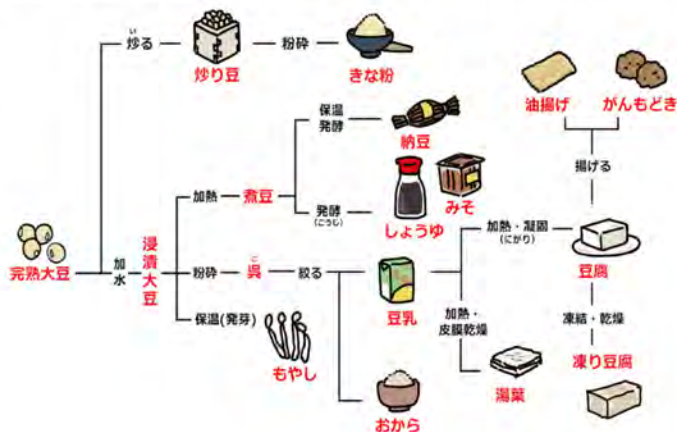 い
炒る
炒り豆
粉砕
きな粉
油揚げ
がんもどき
揚げる
保温
発酵
納豆
加熱
煮豆
発酵
(こうじ)
しょうゆ
みそ
完熟大豆
加水
浸漬大豆
粉砕
ご
呉
絞る
豆乳
加熱・凝固
(にがり)
豆腐
保温(発芽)
もやし
おから
加熱・
皮膜乾燥
湯葉
凍結・乾燥
凍り豆腐